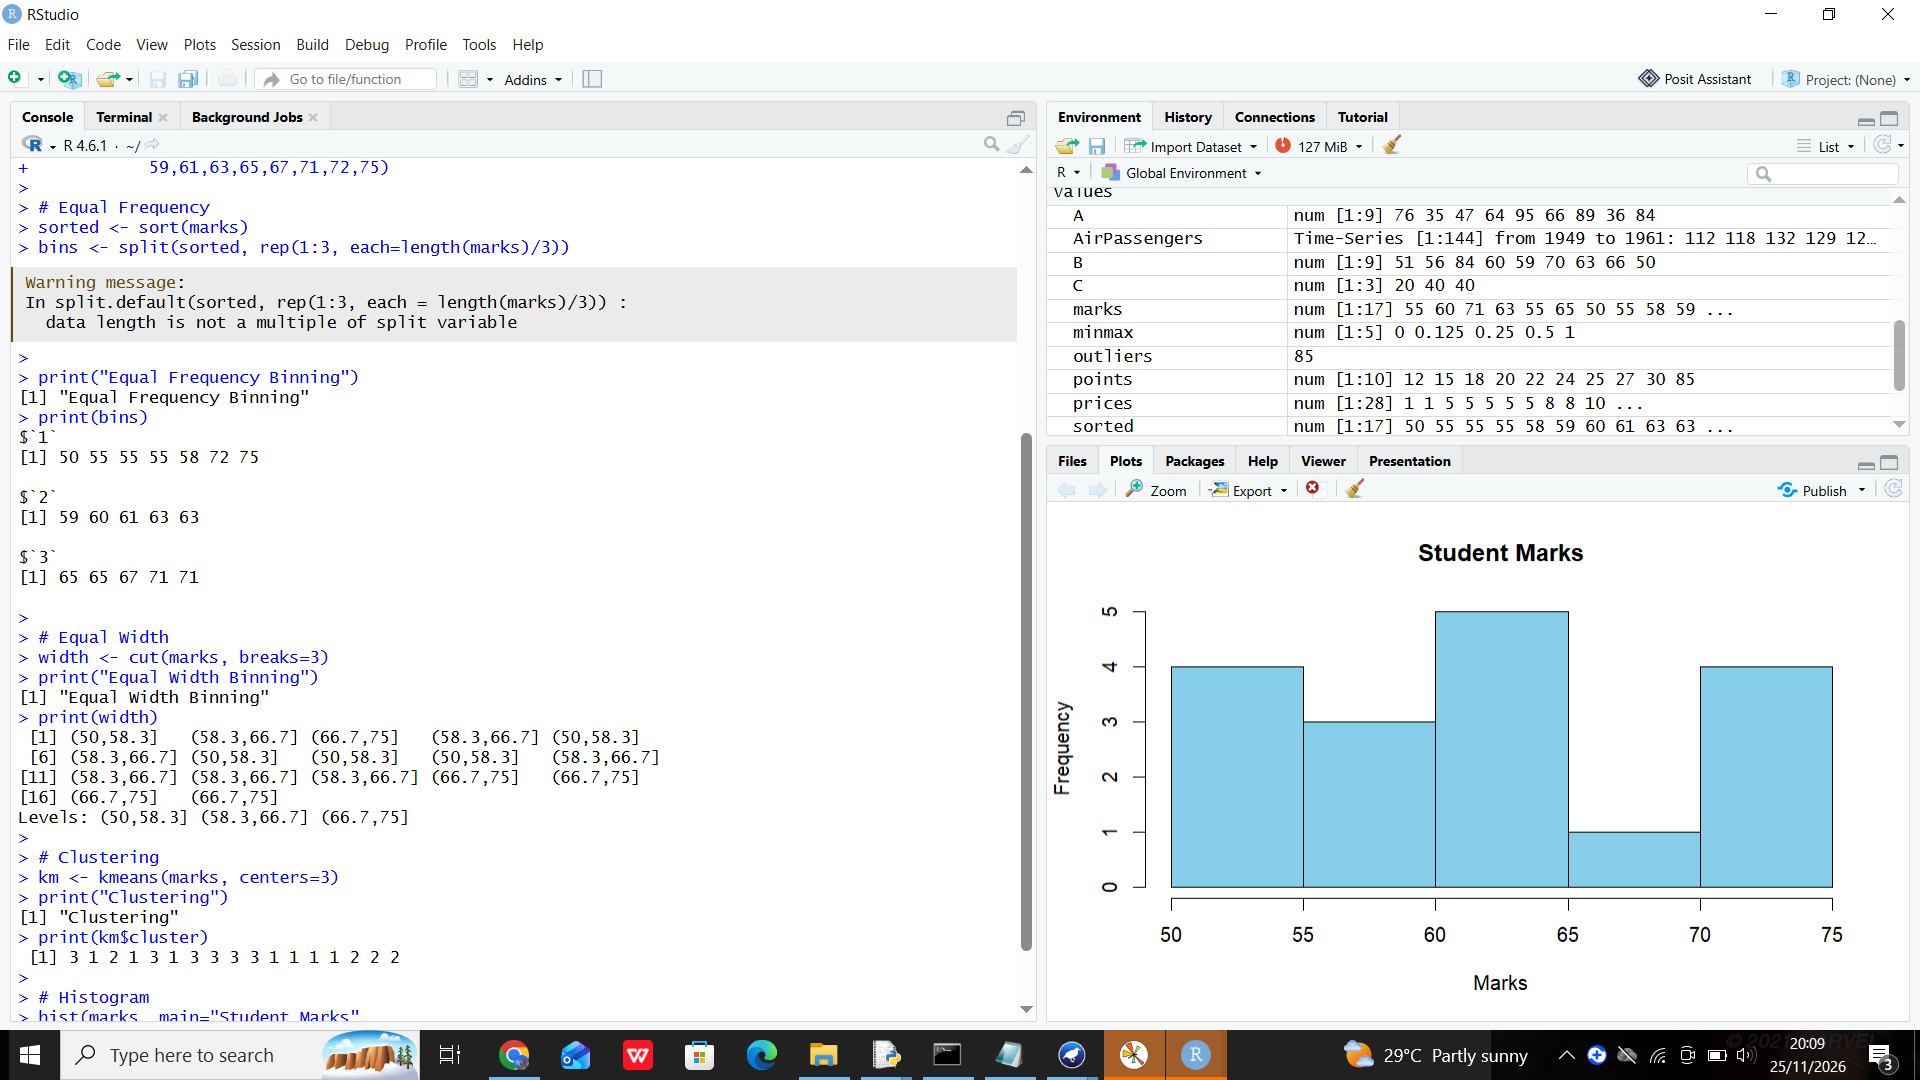 RStudio
File Edit Code View Plots Session Build Debug Profile Tools Help
Go to file/function Addins Posit Assistant Project: (None)
Console Terminal Background Jobs
R 4.6.1 · ~/
+ 59,61,63,65,67,71,72,75)
>
> # Equal Frequency
> sorted <- sort(marks)
> bins <- split(sorted, rep(1:3, each=length(marks)/3))
Warning message:
In split.default(sorted, rep(1:3, each = length(marks)/3)) :
data length is not a multiple of split variable
>
> print("Equal Frequency Binning")
[1] "Equal Frequency Binning"
> print(bins)
$`1`
[1] 50 55 55 55 58 72 75
$`2`
[1] 59 60 61 63 63
$`3`
[1] 65 65 67 71 71
>
> # Equal Width
> width <- cut(marks, breaks=3)
> print("Equal Width Binning")
[1] "Equal Width Binning"
> print(width)
[1] (50,58.3] (58.3,66.7] (66.7,75] (58.3,66.7] (50,58.3]
[6] (58.3,66.7] (50,58.3] (50,58.3] (50,58.3] (58.3,66.7]
[11] (58.3,66.7] (58.3,66.7] (58.3,66.7] (66.7,75] (66.7,75]
[16] (66.7,75] (66.7,75]
Levels: (50,58.3] (58.3,66.7] (66.7,75]
>
> # Clustering
> km <- kmeans(marks, centers=3)
> print("Clustering")
[1] "Clustering"
> print(km$cluster)
[1] 3 1 2 1 3 1 3 3 3 3 1 1 1 1 2 2 2
>
> # Histogram
> hist(marks, main="Student Marks"
Environment History Connections Tutorial
Import Dataset 127 MiB List
R Global Environment
values
A num [1:9] 76 35 47 64 95 66 89 36 84
AirPassengers Time-Series [1:144] from 1949 to 1961: 112 118 132 129 12…
B num [1:9] 51 56 84 60 59 70 63 66 50
C num [1:3] 20 40 40
marks num [1:17] 55 60 71 63 55 65 50 55 58 59 ...
minmax num [1:5] 0 0.125 0.25 0.5 1
outliers 85
points num [1:10] 12 15 18 20 22 24 25 27 30 85
prices num [1:28] 1 1 5 5 5 5 5 8 8 10 ...
sorted num [1:17] 50 55 55 55 58 59 60 61 63 63 ...
Files Plots Packages Help Viewer Presentation
Zoom Export Publish
Student Marks
5
4
3
2
1
0
Frequency
50 55 60 65 70 75
Marks
Type here to search
29°C Partly sunny
20:09
25/11/2026
3